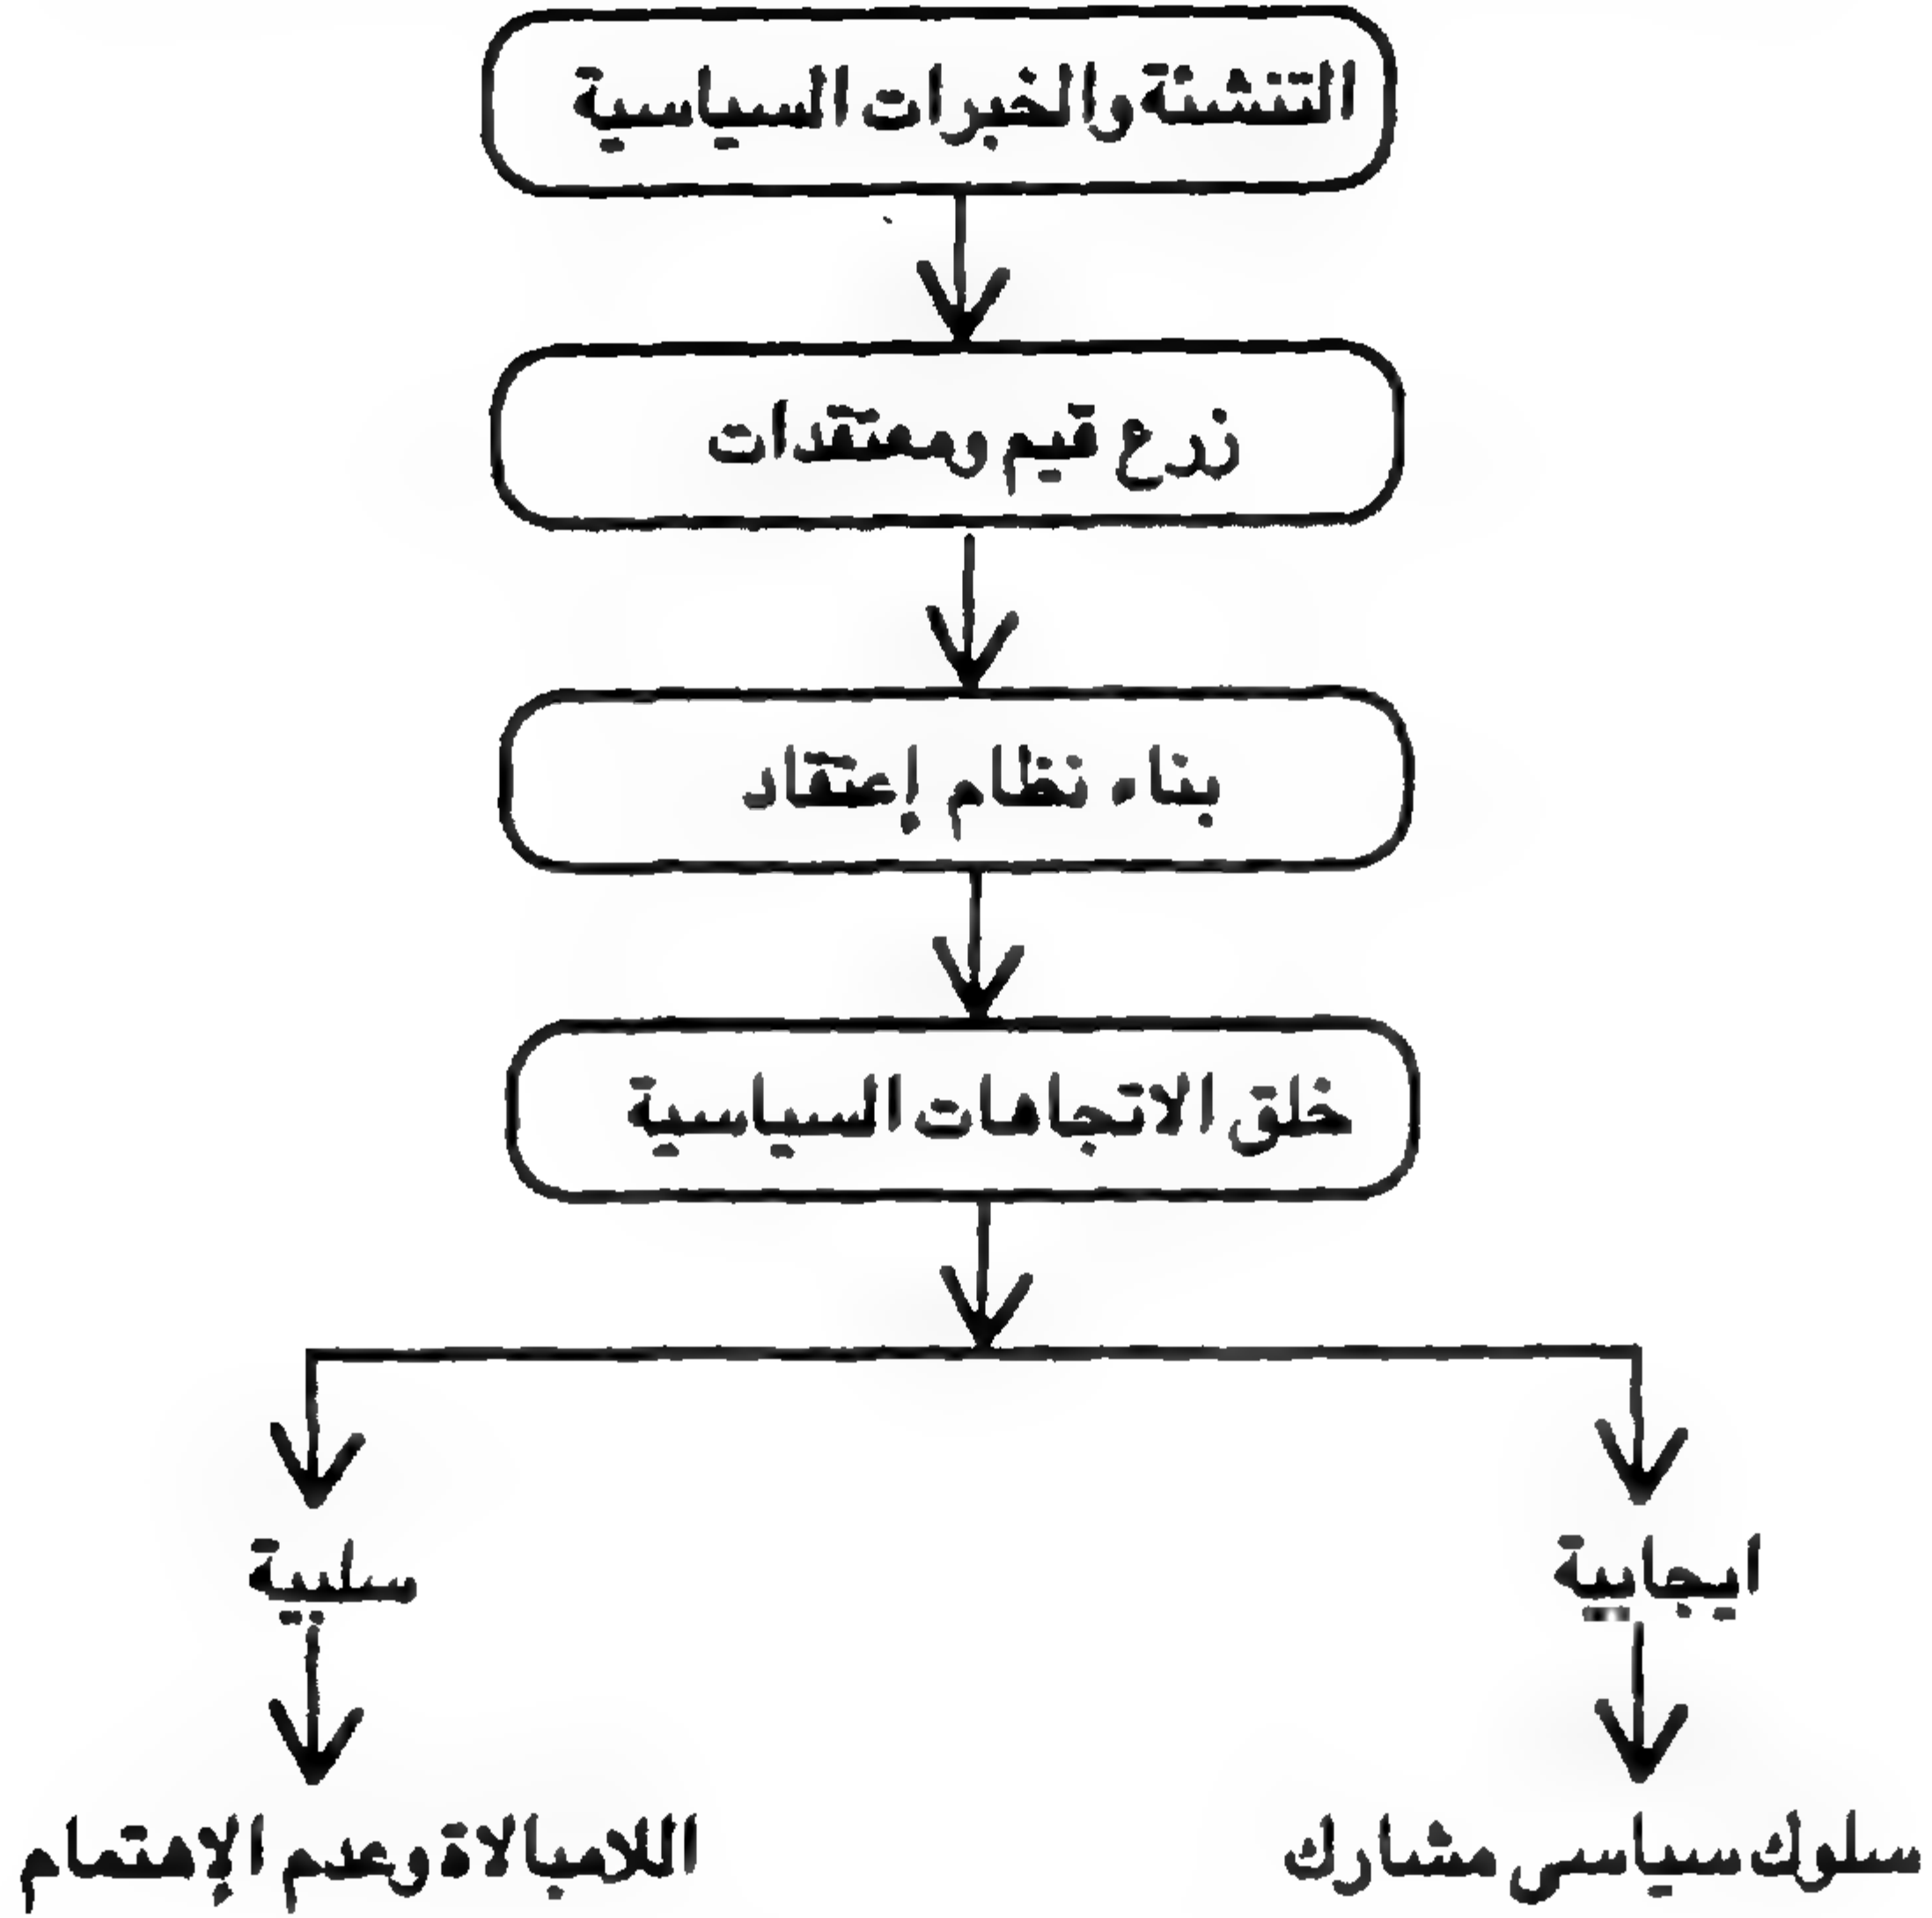 التنشئة والخبرات السياسية
زرع قيم ومعتقدات
بناء نظام إعتقاد
خلق الاتجاهات السياسية
ايجابية
سلبية
سلوك سياسى مشارك
اللامبالاة وعدم الإهتمام